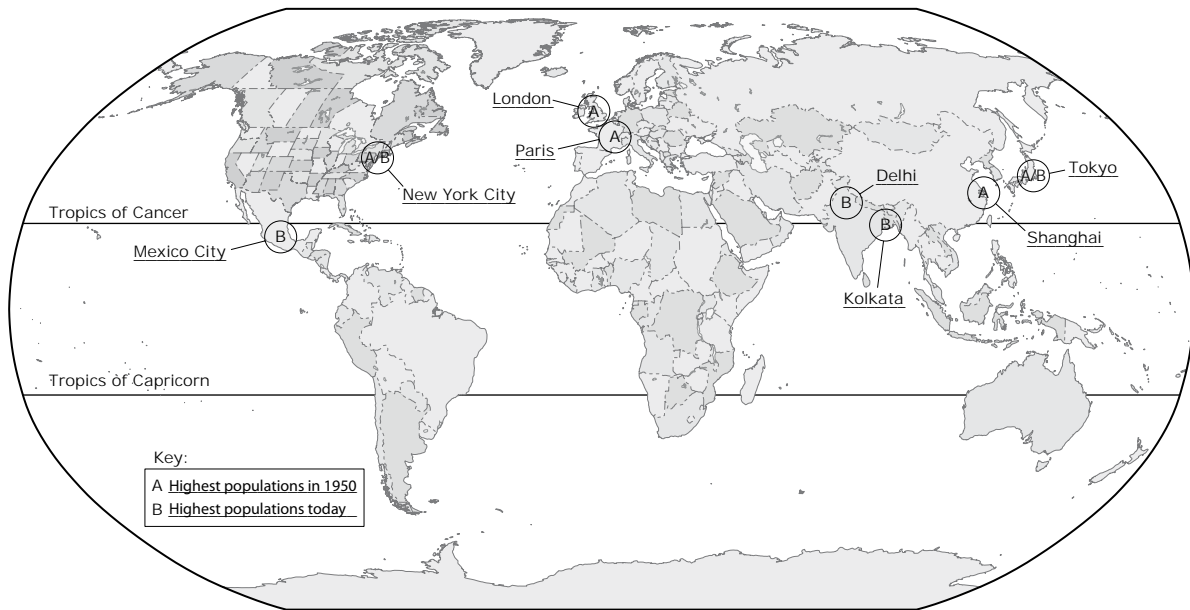 London
A
Paris
A
A/B
New York City
Delhi
B
A/B
Tokyo
A
Tropics of Cancer
B
Mexico City
B
Shanghai
Kolkata
Tropics of Capricorn
Key:
A Highest populations in 1950
B Highest populations today